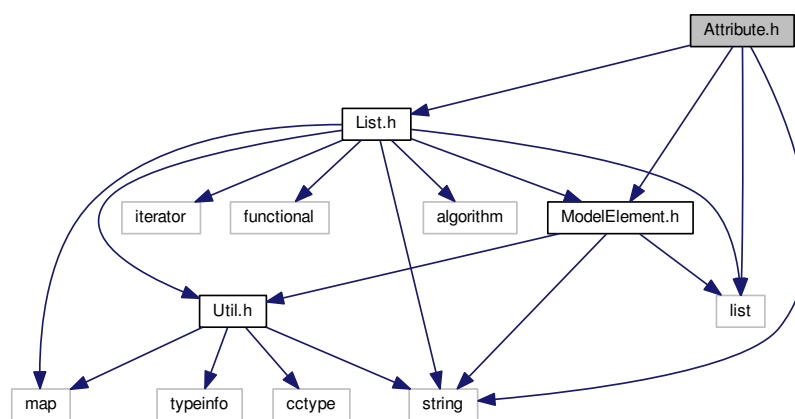 Attribute.h
List.h
iterator
functional
algorithm
ModelElement.h
Util.h
list
map
typeinfo
cctype
string